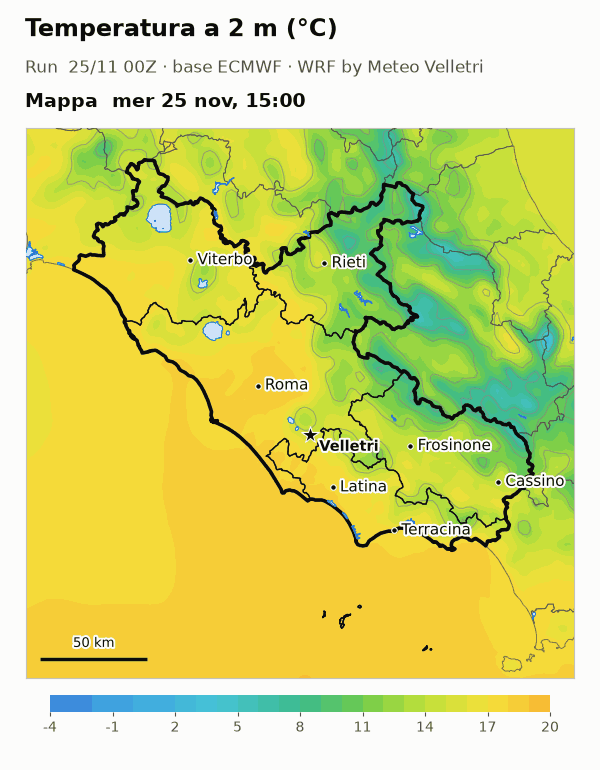 Temperatura a 2 m (°C)
Run  25/11 00Z · base ECMWF · WRF by Meteo Velletri
Mappa  mer 25 nov, 15:00
Viterbo
Rieti
Roma
Velletri
Frosinone
Cassino
Latina
Terracina
50 km
-4 -1 2 5 8 11 14 17 20